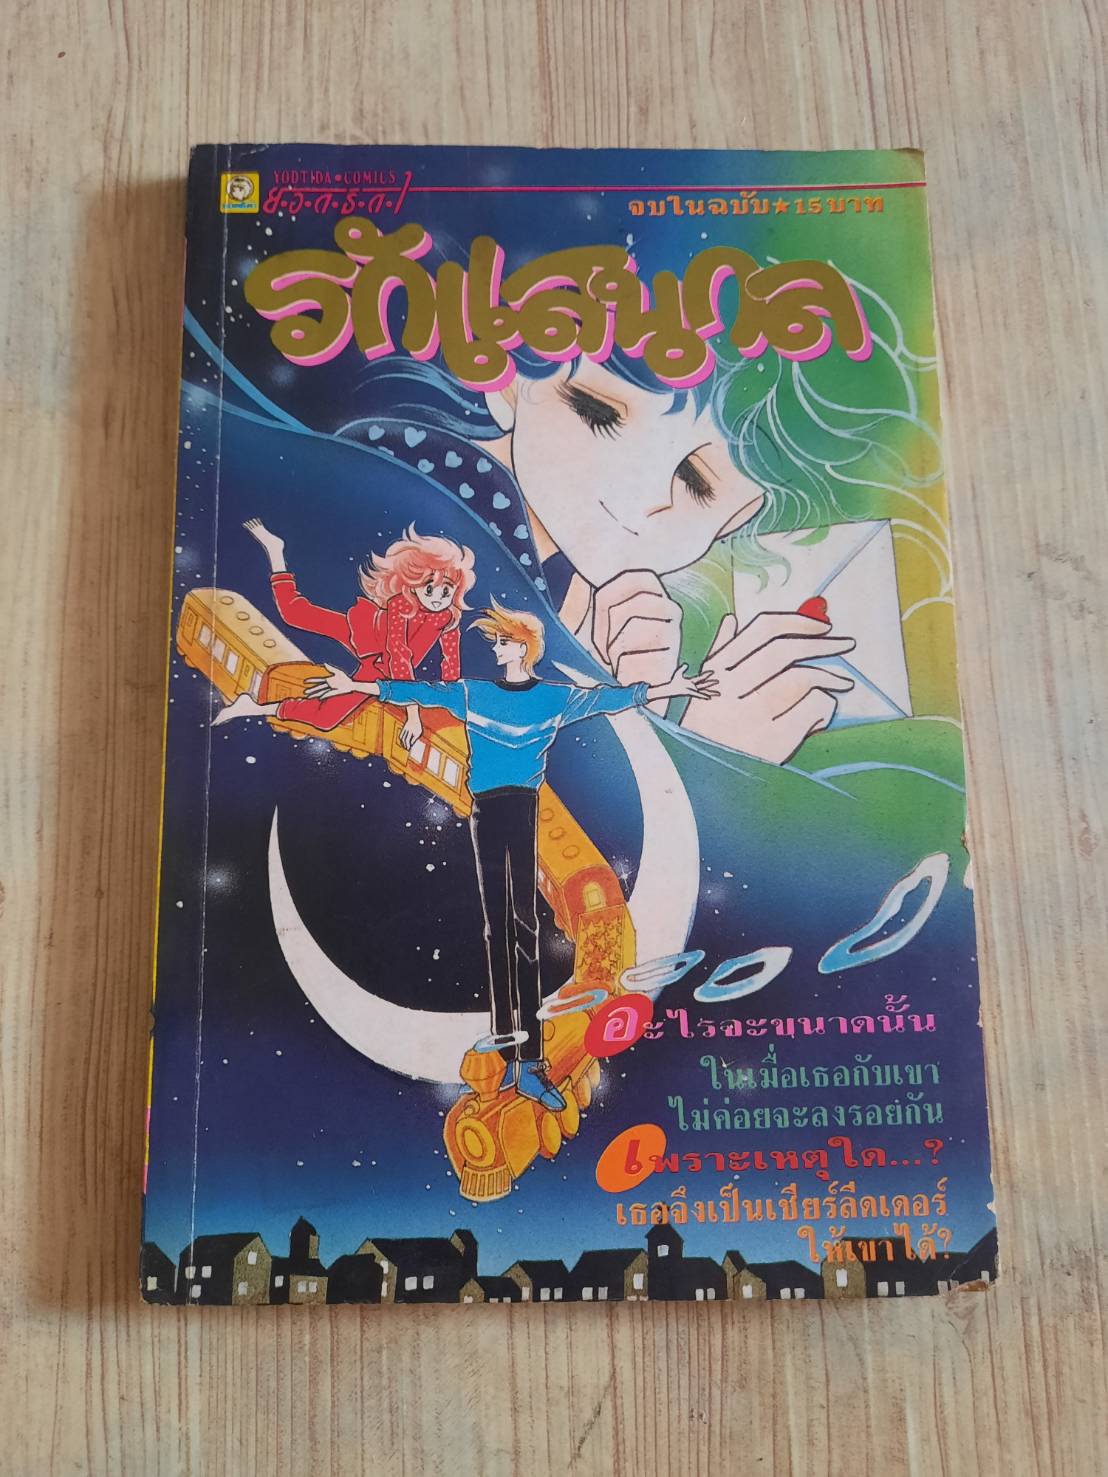 YODTIDA • COMICS
ย•อ•ด•ธิ•ด•า
จบในฉบับ★15 บาท
รักแสนกล
อะไรจะขนาดนั้น
ในเมื่อเธอกับเขา
ไม่ค่อยจะลงรอยกัน
เพราะเหตุใด...?
เธอจึงเป็นเชียร์ลีดเดอร์
ให้เขาได้?